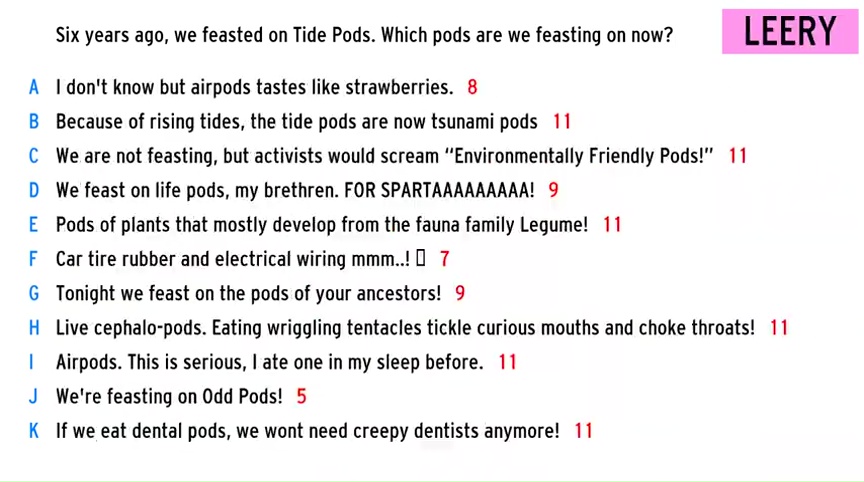 Six years ago, we feasted on Tide Pods. Which pods are we feasting on now?
LEERY
A I don't know but airpods tastes like strawberries. 8
B Because of rising tides, the tide pods are now tsunami pods 11
C We are not feasting, but activists would scream “Environmentally Friendly Pods!” 11
D We feast on life pods, my brethren. FOR SPARTAAAAAAAAA! 9
E Pods of plants that mostly develop from the fauna family Legume! 11
F Car tire rubber and electrical wiring mmm..! 7
G Tonight we feast on the pods of your ancestors! 9
H Live cephalo-pods. Eating wriggling tentacles tickle curious mouths and choke throats! 11
I Airpods. This is serious, I ate one in my sleep before. 11
J We're feasting on Odd Pods! 5
K If we eat dental pods, we wont need creepy dentists anymore! 11